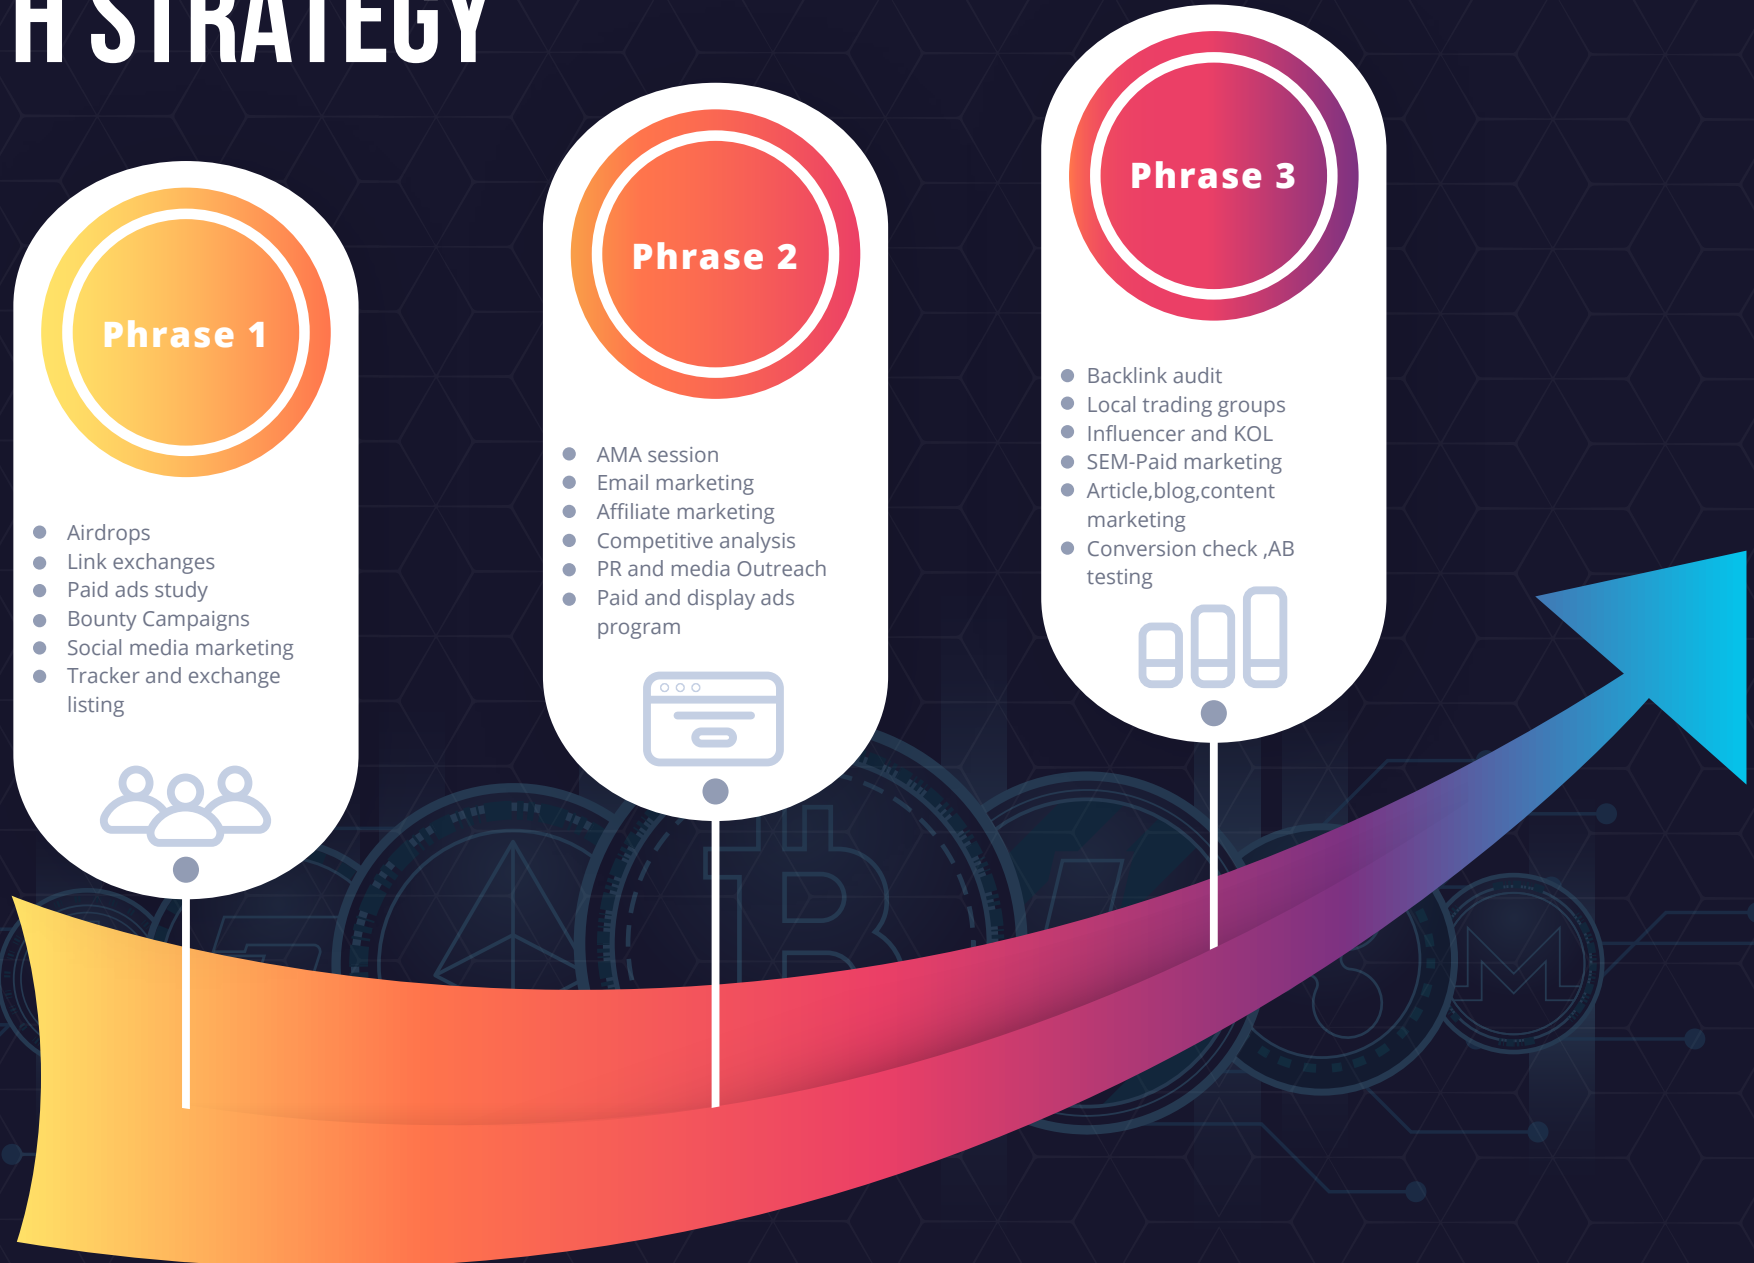 H STRATEGY
Phrase 1
Airdrops
Link exchanges
Paid ads study
Bounty Campaigns
Social media marketing
Tracker and exchange
listing
Phrase 2
AMA session
Email marketing
Affiliate marketing
Competitive analysis
PR and media Outreach
Paid and display ads
program
Phrase 3
Backlink audit
Local trading groups
Influencer and KOL
SEM-Paid marketing
Article,blog,content
marketing
Conversion check ,AB
testing